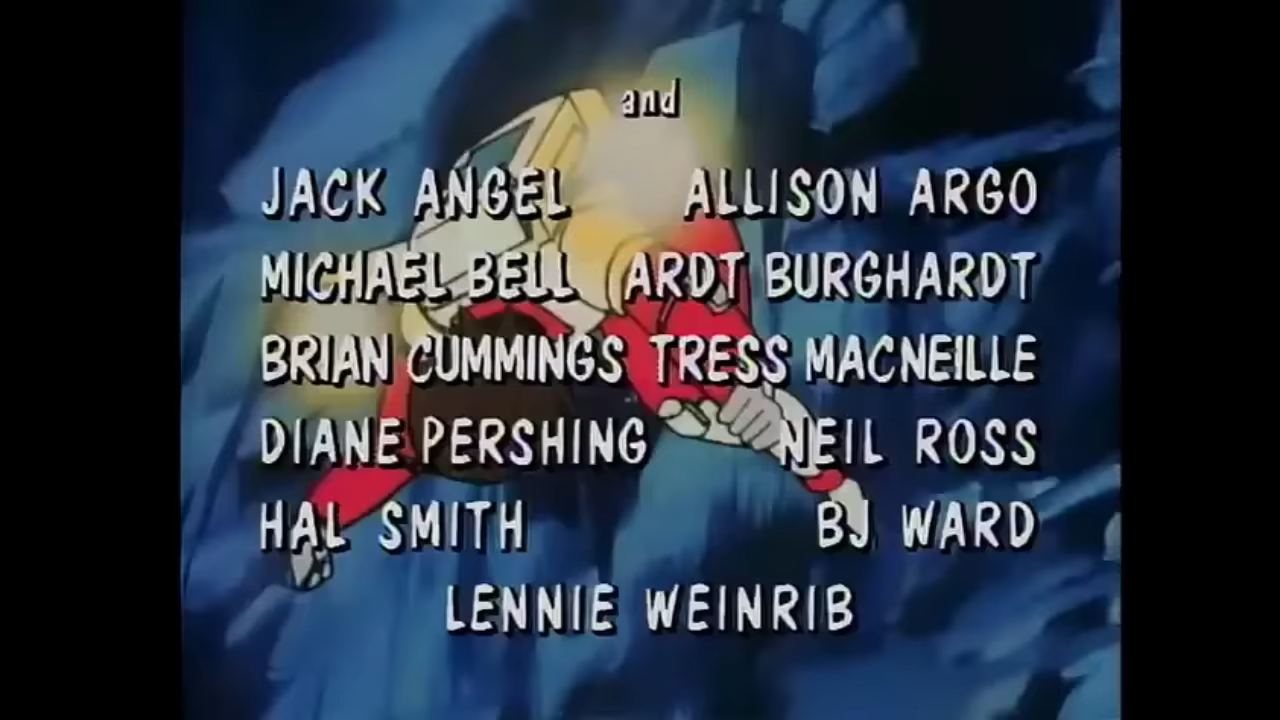 and
JACK ANGEL ALLISON ARGO
MICHAEL BELL ARDT BURGHARDT
BRIAN CUMMINGS TRESS MACNEILLE
DIANE PERSHING NEIL ROSS
HAL SMITH BJ WARD
LENNIE WEINRIB